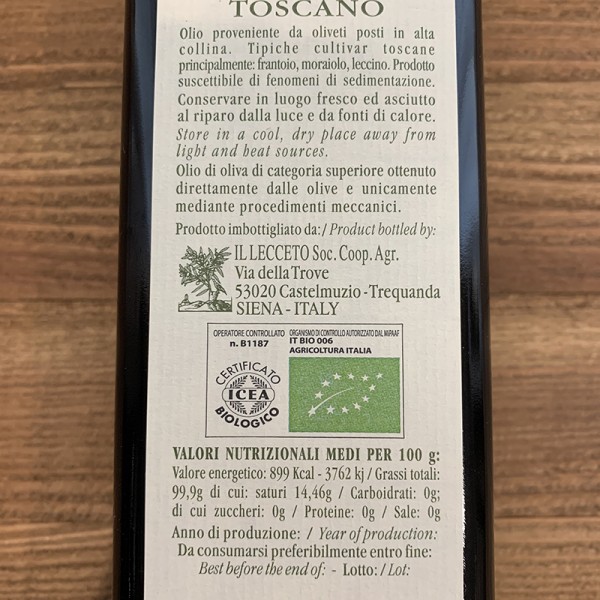 TOSCANO
Olio proveniente da oliveti posti in alta
collina. Tipiche cultivar toscane
principalmente: frantoio, moraiolo, leccino. Prodotto
suscettibile di fenomeni di sedimentazione.
Conservare in luogo fresco ed asciutto
al riparo dalla luce e da fonti di calore.
Store in a cool, dry place away from
light and heat sources.
Olio di oliva di categoria superiore ottenuto
direttamente dalle olive e unicamente
mediante procedimenti meccanici.
Prodotto imbottigliato da: / Product bottled by:
IL LECCETO Soc. Coop. Agr.
Via della Trove
53020 Castelmuzio - Trequanda
SIENA - ITALY
OPERATORE CONTROLLATO
n. B1187
ORGANISMO DI CONTROLLO AUTORIZZATO DAL MIPAAF
IT BIO 006
AGRICOLTURA ITALIA
CERTIFICATO
ICEA
BIOLOGICO
VALORI NUTRIZIONALI MEDI PER 100 g:
Valore energetico: 899 Kcal - 3762 kj / Grassi totali:
99,9g di cui: saturi 14,46g / Carboidrati: 0g;
di cui zuccheri: 0g / Proteine: 0g / Sale: 0g
Anno di produzione: / Year of production:
Da consumarsi preferibilmente entro fine:
Best before the end of: - Lotto: / Lot: